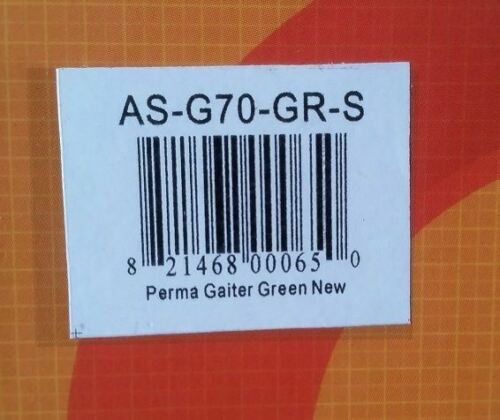 AS-G70-GR-S
8 21468 00065 0
Perma Gaiter Green New